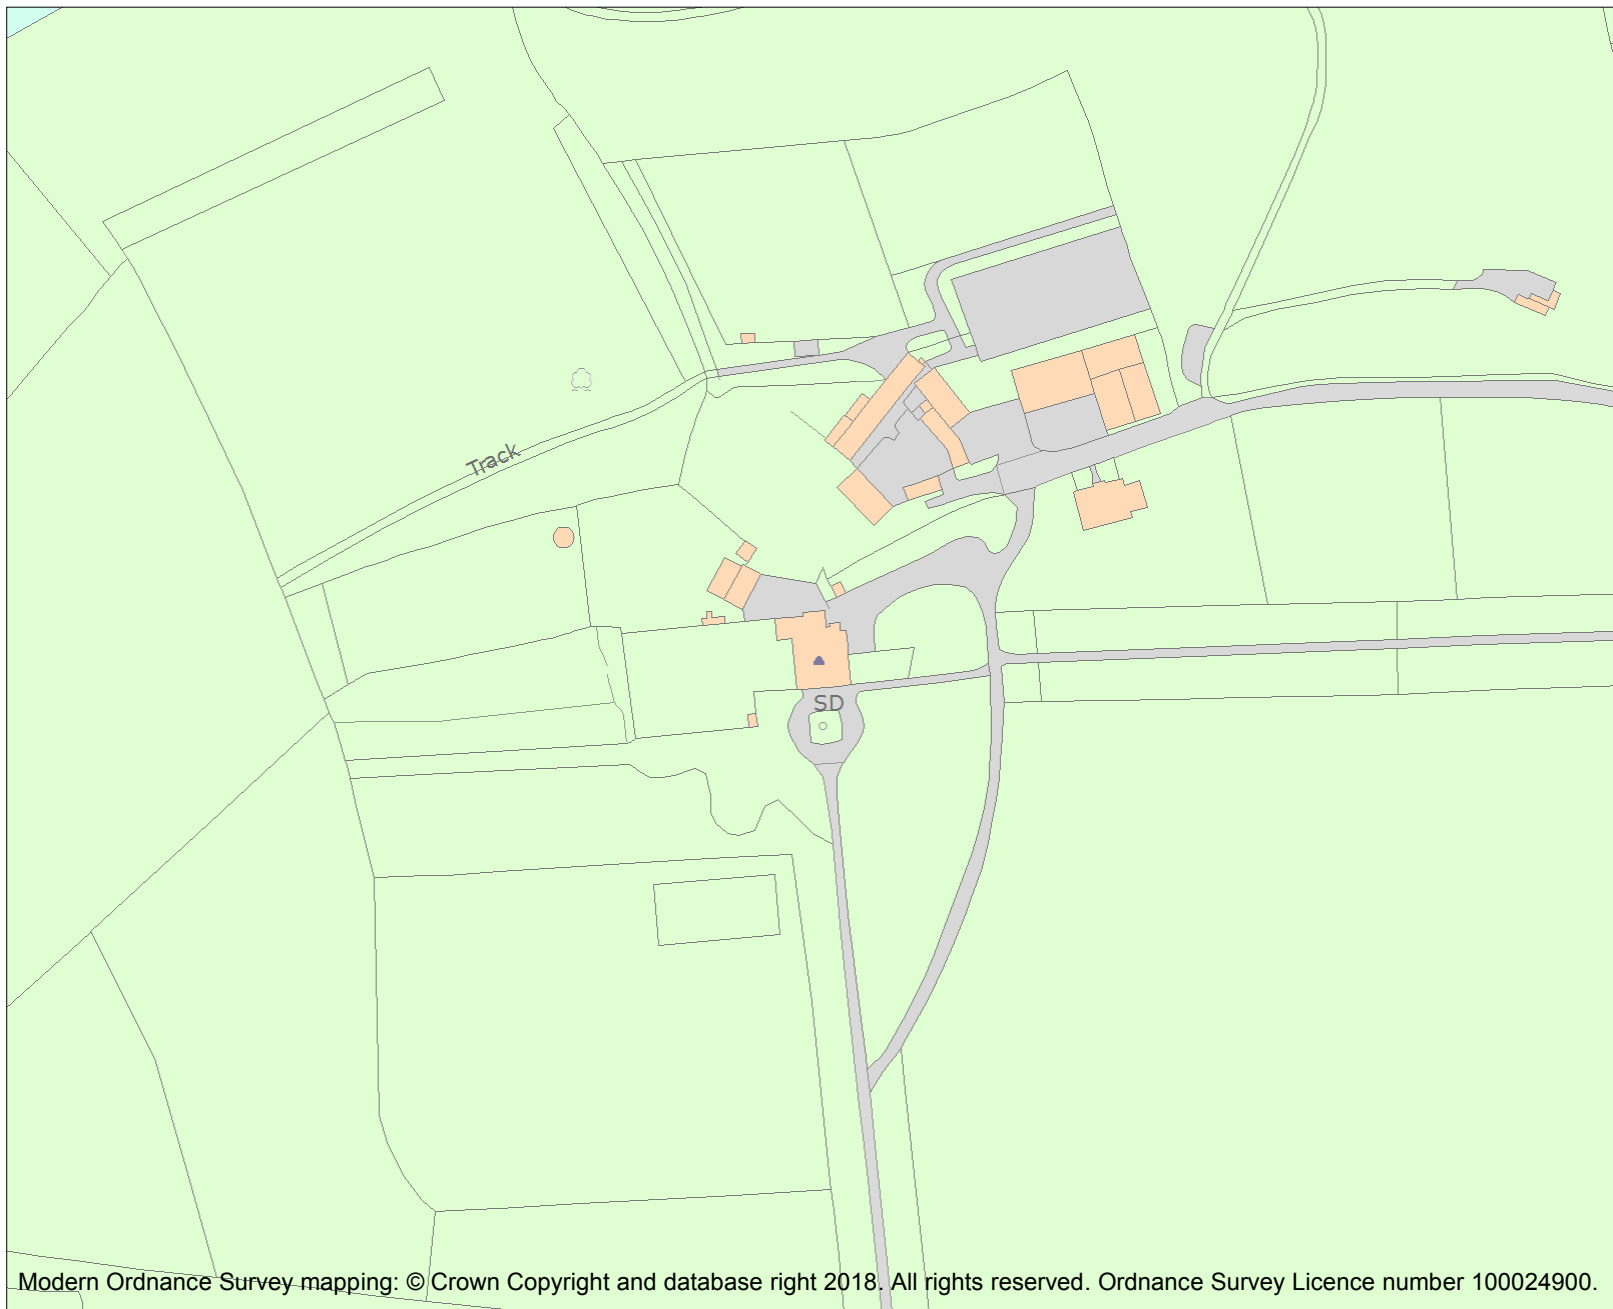 Track
SD
Modern Ordnance Survey mapping: © Crown Copyright and database right 2018. All rights reserved. Ordnance Survey Licence number 100024900.